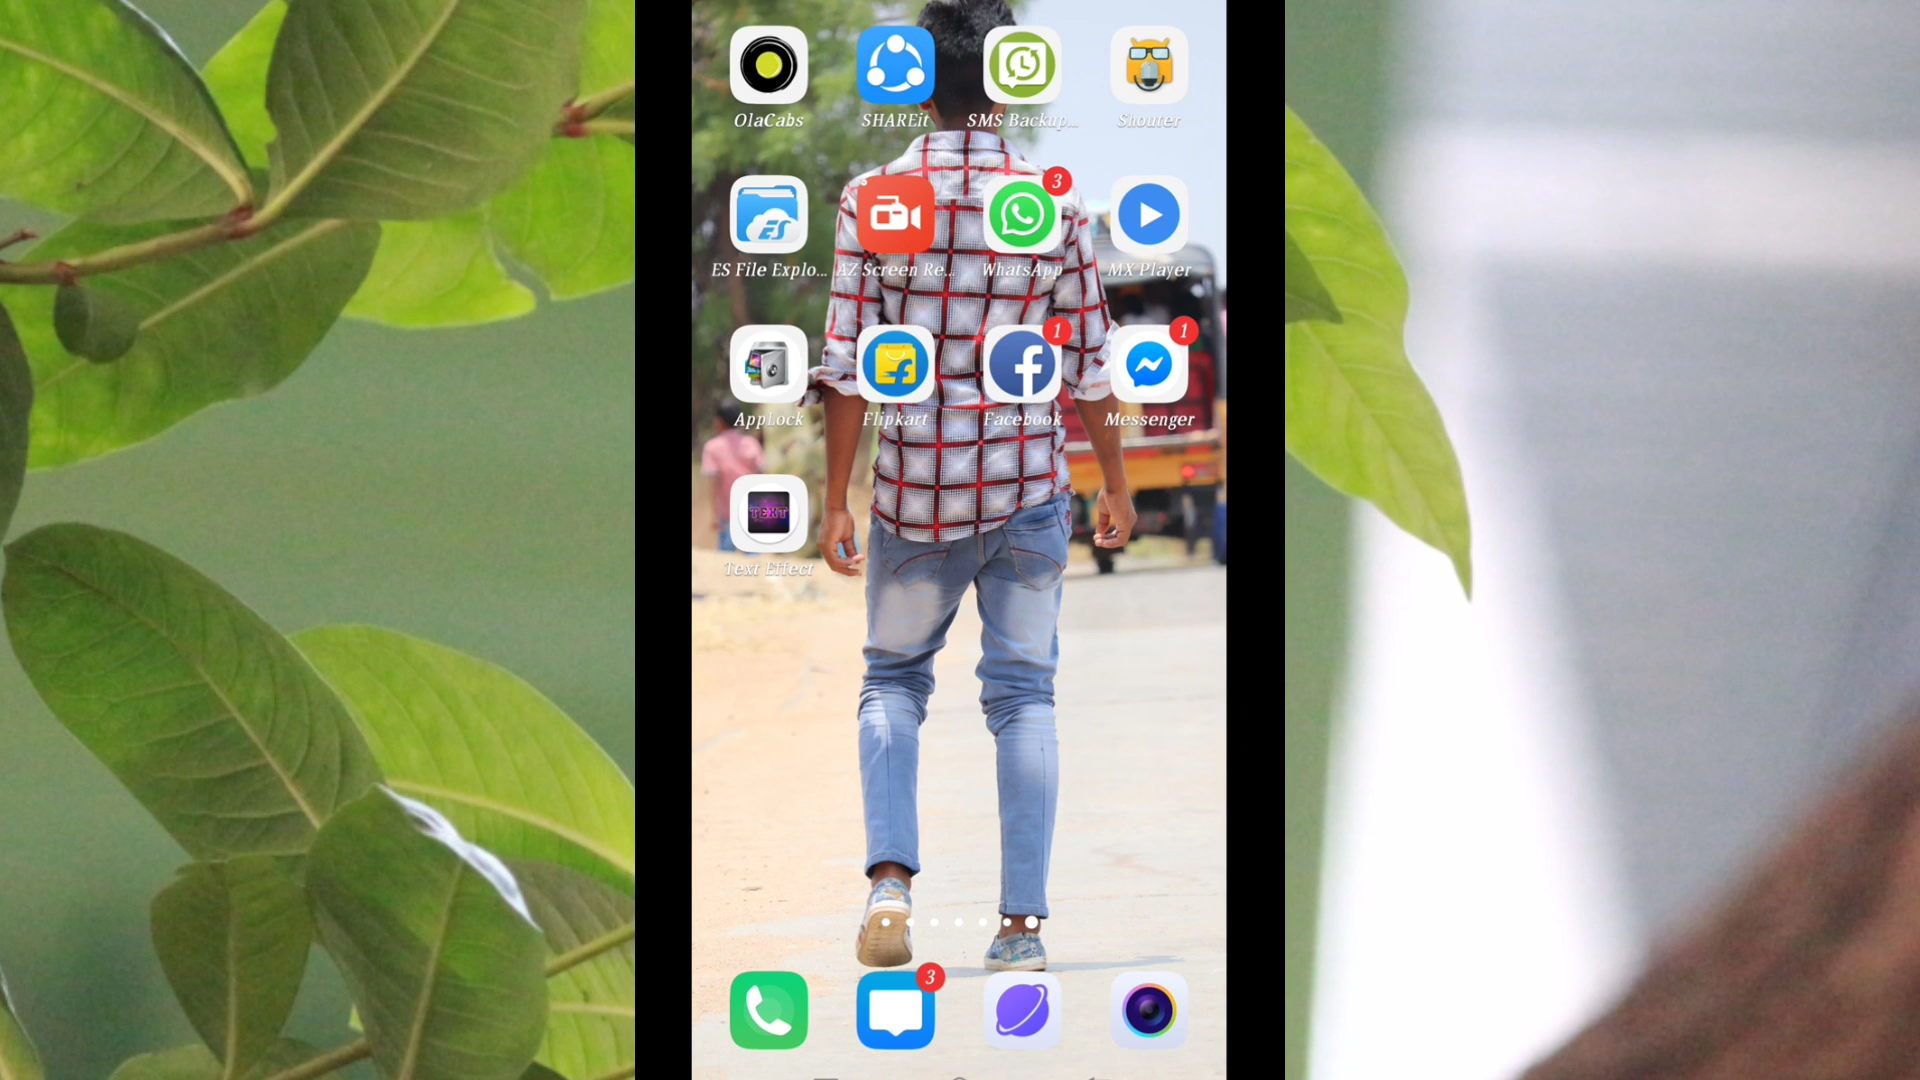 OlaCabs SHAREit SMS Backup... Shouter
3
ES File Explo... AZ Screen Re... WhatsApp MX Player
1 1
AppLock Flipkart Facebook Messenger
TEXT
Text Effect
3